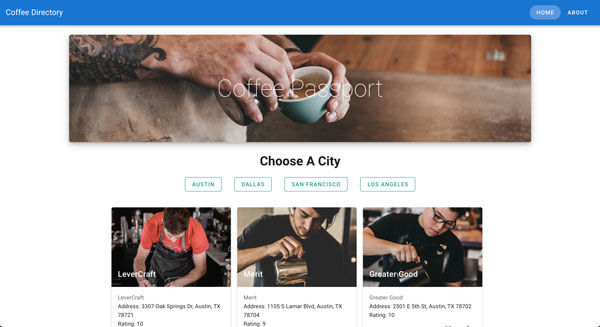 Coffee Directory
HOME
ABOUT
Coffee Passport
Choose A City
AUSTIN
DALLAS
SAN FRANCISCO
LOS ANGELES
LeverCraft
Merit
Greater Good
LeverCraft
Address: 3307 Oak Springs Dr, Austin, TX
78721
Rating: 10
Merit
Address: 1105 S Lamar Blvd, Austin, TX
78704
Rating: 9
Greater Good
Address: 2501 E 5th St, Austin, TX 78702
Rating: 10